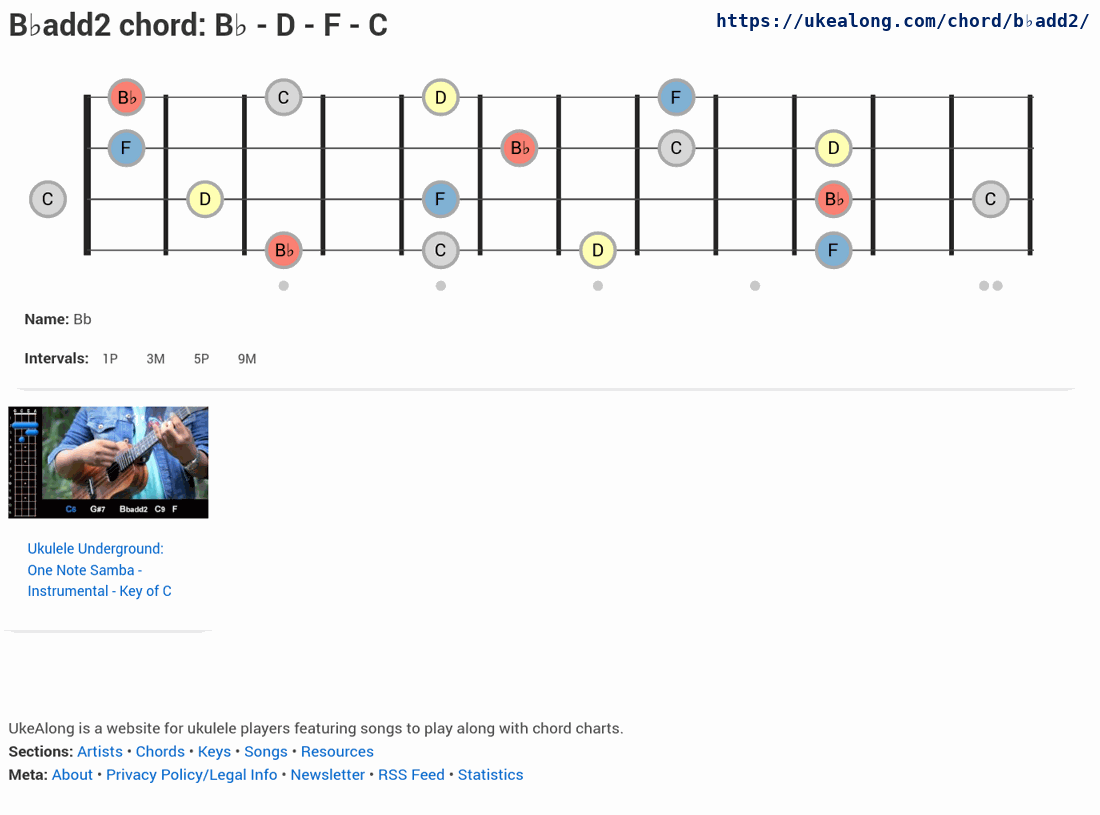 B♭add2 chord: B♭ - D - F - C
https://ukealong.com/chord/b♭add2/
B♭ C D F
F B♭ C D
C D F B♭ C
B♭ C D F
Name: Bb
Intervals: 1P 3M 5P 9M
C6 G#7 Bbadd2 C9 F
Ukulele Underground:
One Note Samba -
Instrumental - Key of C
UkeAlong is a website for ukulele players featuring songs to play along with chord charts.
Sections: Artists • Chords • Keys • Songs • Resources
Meta: About • Privacy Policy/Legal Info • Newsletter • RSS Feed • Statistics